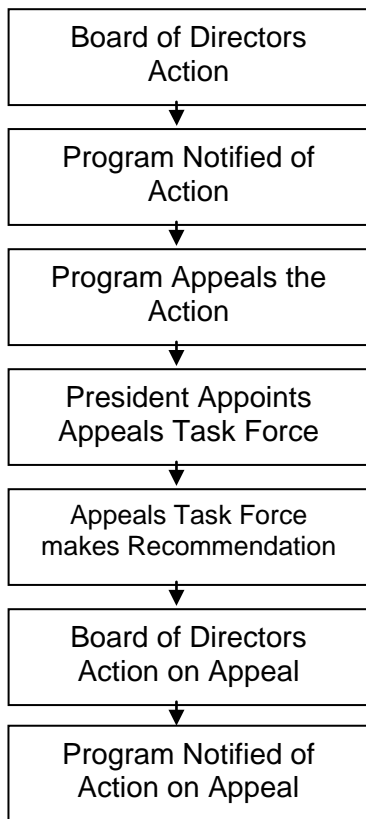 Board of Directors
Action
Program Notified of
Action
Program Appeals the
Action
President Appoints
Appeals Task Force
Appeals Task Force
makes Recommendation
Board of Directors
Action on Appeal
Program Notified of
Action on Appeal